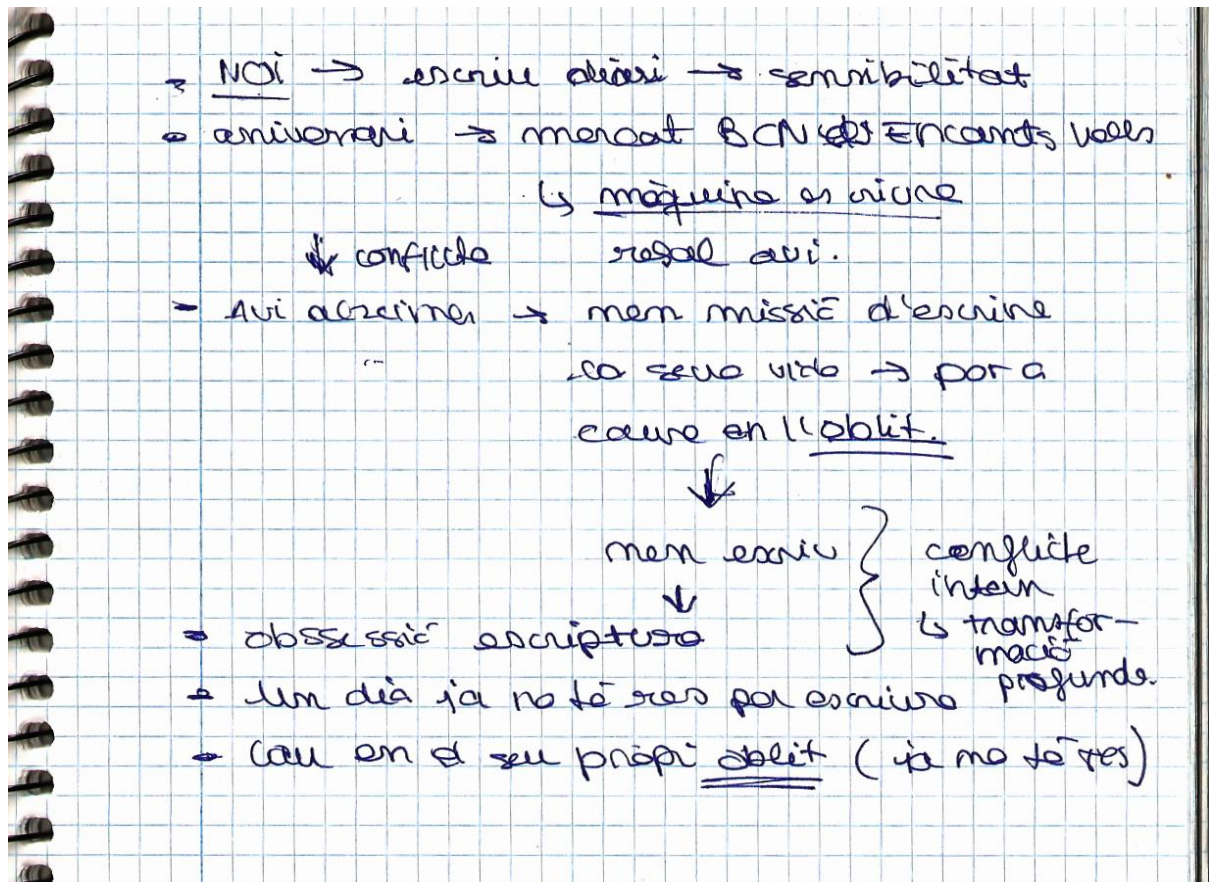 - NOI → escriu diari → sensibilitat
- aniversari → mercat BCN Encants Vells
↳ màquina escriure
↓ conflicte regal avi.
- Avi alzeimer → nen missió d'escriure
la seva vida → por a
caure en l'oblit.
↓
nen escriu } conflicte
intern
↓ ↳ transfor-
- obsessió escriptura mació
profunda.
- Un dia ja no té res per escriure
- Cau en el seu propi oblit (ja no té res)